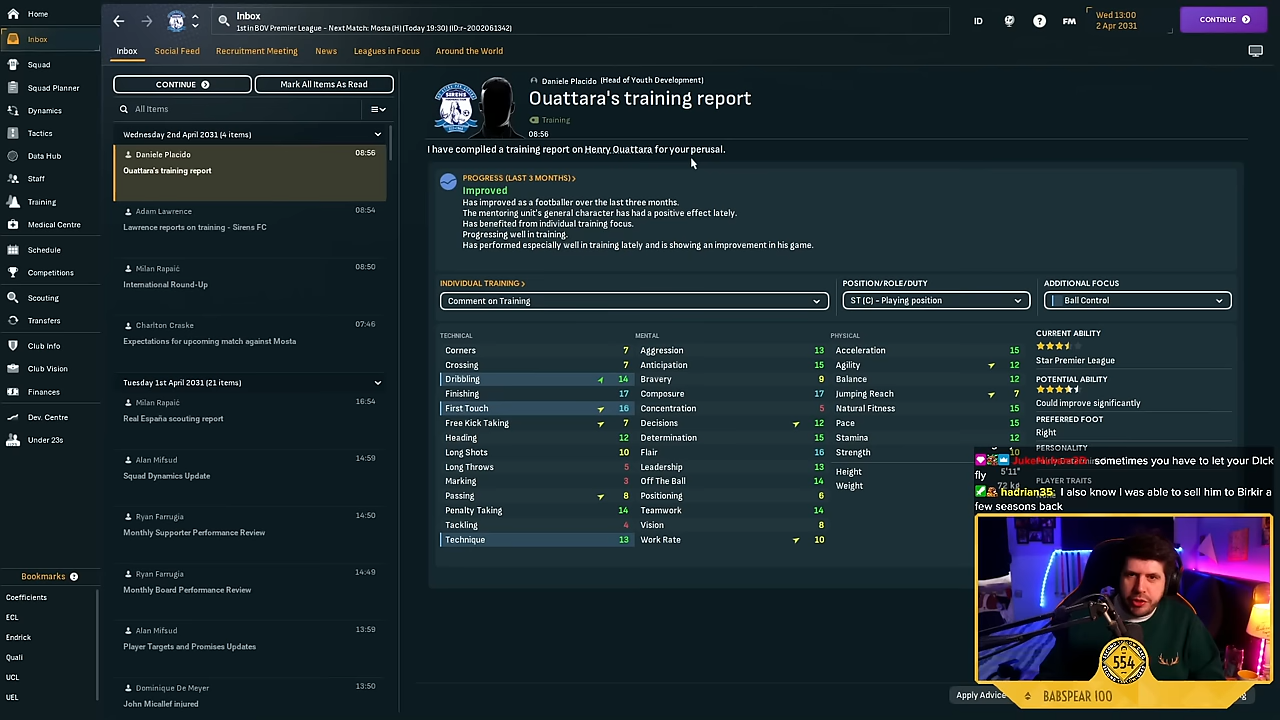 Home
Inbox
Squad
Squad Planner
Dynamics
Tactics
Data Hub
Staff
Training
Medical Centre
Schedule
Competitions
Scouting
Transfers
Club Info
Club Vision
Finances
Dev. Centre
Under 23s
Bookmarks
Coefficients
ECL
Endrick
Quali
UCL
UEL
Inbox
1st in BOV Premier League - Next Match: Mosta (H) (Today 19:30) (ID:r-2002061342)
ID
?
FM
Wed 13:00
2 Apr 2031
CONTINUE
Inbox
Social Feed
Recruitment Meeting
News
Leagues in Focus
Around the World
CONTINUE
Mark All Items As Read
All Items
Wednesday 2nd April 2031 (4 items)
Daniele Placido 08:56
Ouattara's training report
Adam Lawrence 08:54
Lawrence reports on training - Sirens FC
Milan Rapaić 08:50
International Round-Up
Charlton Craske 07:46
Expectations for upcoming match against Mosta
Tuesday 1st April 2031 (21 items)
Milan Rapaić 16:54
Real España scouting report
Alan Mifsud 14:59
Squad Dynamics Update
Ryan Farrugia 14:50
Monthly Supporter Performance Review
Ryan Farrugia 14:49
Monthly Board Performance Review
Alan Mifsud 13:59
Player Targets and Promises Updates
Dominique De Meyer 13:50
John Micallef injured
SIRENS
Daniele Placido (Head of Youth Development)
Ouattara's training report
Training
08:56
I have compiled a training report on Henry Ouattara for your perusal.
PROGRESS (LAST 3 MONTHS) >
Improved
Has improved as a footballer over the last three months.
The mentoring unit's general character has had a positive effect lately.
Has benefited from individual training focus.
Progressing well in training.
Has performed especially well in training lately and is showing an improvement in his game.
INDIVIDUAL TRAINING >
Comment on Training
POSITION/ROLE/DUTY
ST (C) - Playing position
ADDITIONAL FOCUS
Ball Control
TECHNICAL
Corners 7
Crossing 7
Dribbling 14
Finishing 17
First Touch 16
Free Kick Taking 7
Heading 12
Long Shots 10
Long Throws 5
Marking 3
Passing 8
Penalty Taking 14
Tackling 4
Technique 13
MENTAL
Aggression 13
Anticipation 15
Bravery 9
Composure 17
Concentration 5
Decisions 12
Determination 15
Flair 16
Leadership 13
Off The Ball 14
Positioning 6
Teamwork 14
Vision 8
Work Rate 10
PHYSICAL
Acceleration 15
Agility 12
Balance 12
Jumping Reach 7
Natural Fitness 15
Pace 15
Stamina 12
Strength 10
Height 5'11"
Weight 72 kg
CURRENT ABILITY
Star Premier League
POTENTIAL ABILITY
Could improve significantly
PREFERRED FOOT
Right
PERSONALITY
PLAYER TRAITS
sometimes you have to let your DIck
fly
hadrian35: I also know I was able to sell him to Birkir a
few seasons back
Apply Advice
554
BABSPEAR 100